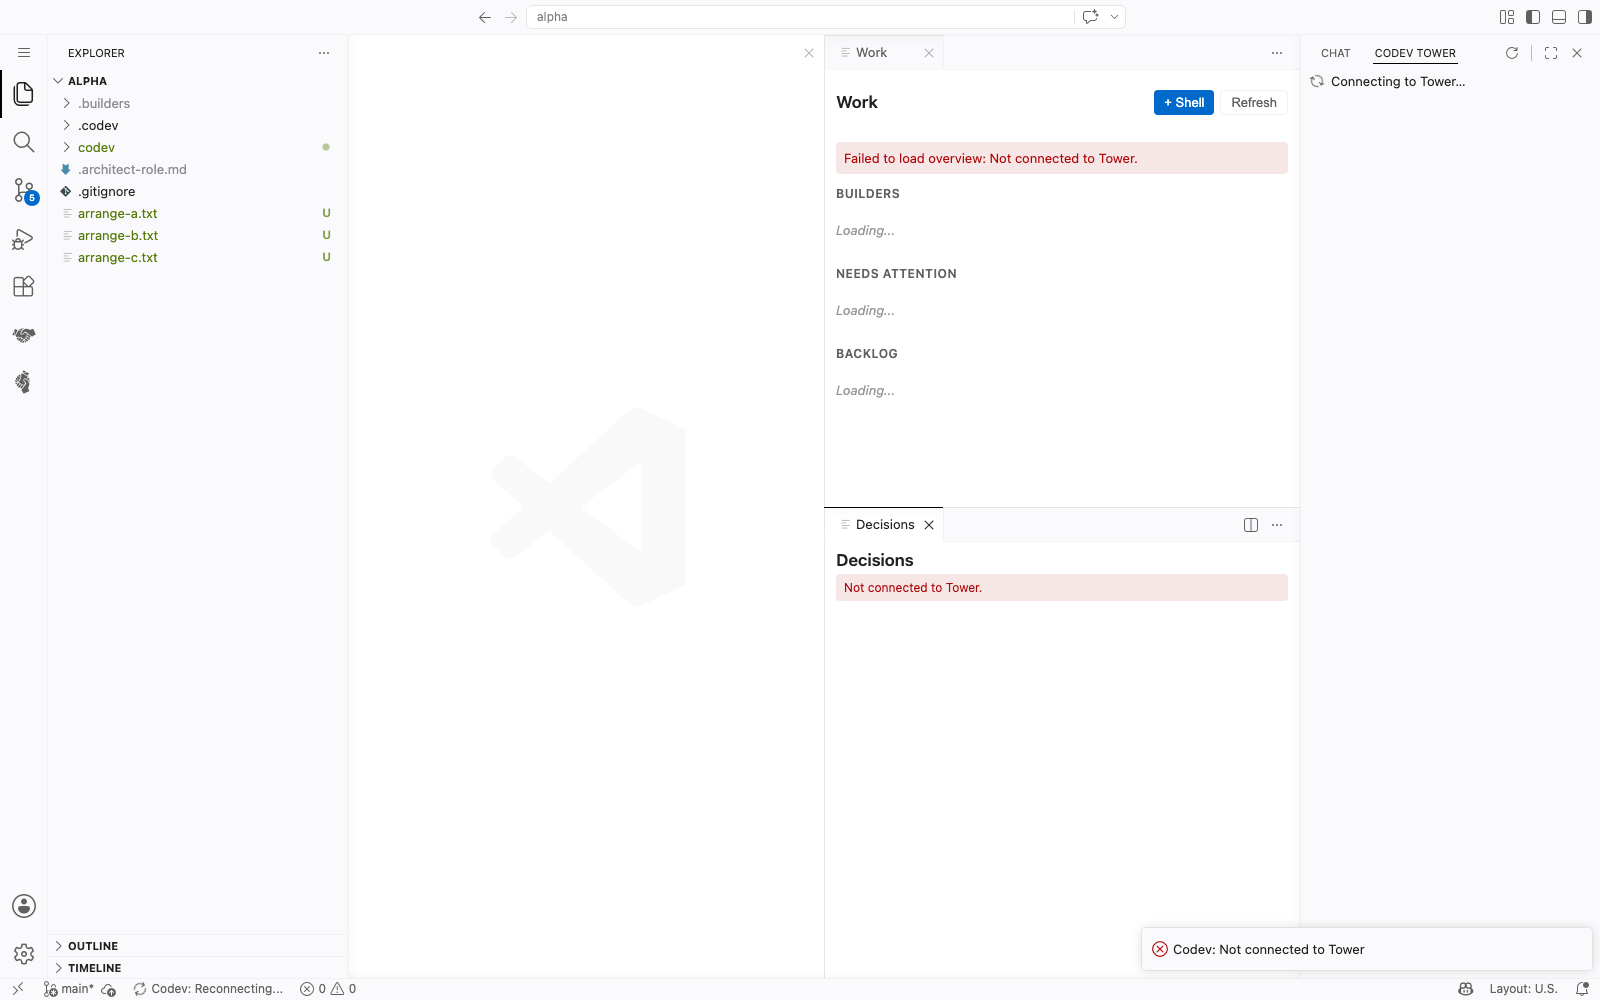 alpha
EXPLORER
ALPHA
.builders
.codev
codev
.architect-role.md
.gitignore
arrange-a.txt U
arrange-b.txt U
arrange-c.txt U
OUTLINE
TIMELINE
5
Work
Work
+ Shell
Refresh
Failed to load overview: Not connected to Tower.
BUILDERS
Loading...
NEEDS ATTENTION
Loading...
BACKLOG
Loading...
Decisions
Decisions
Not connected to Tower.
CHAT
CODEV TOWER
Connecting to Tower...
Codev: Not connected to Tower
main*
Codev: Reconnecting...
0
0
Layout: U.S.